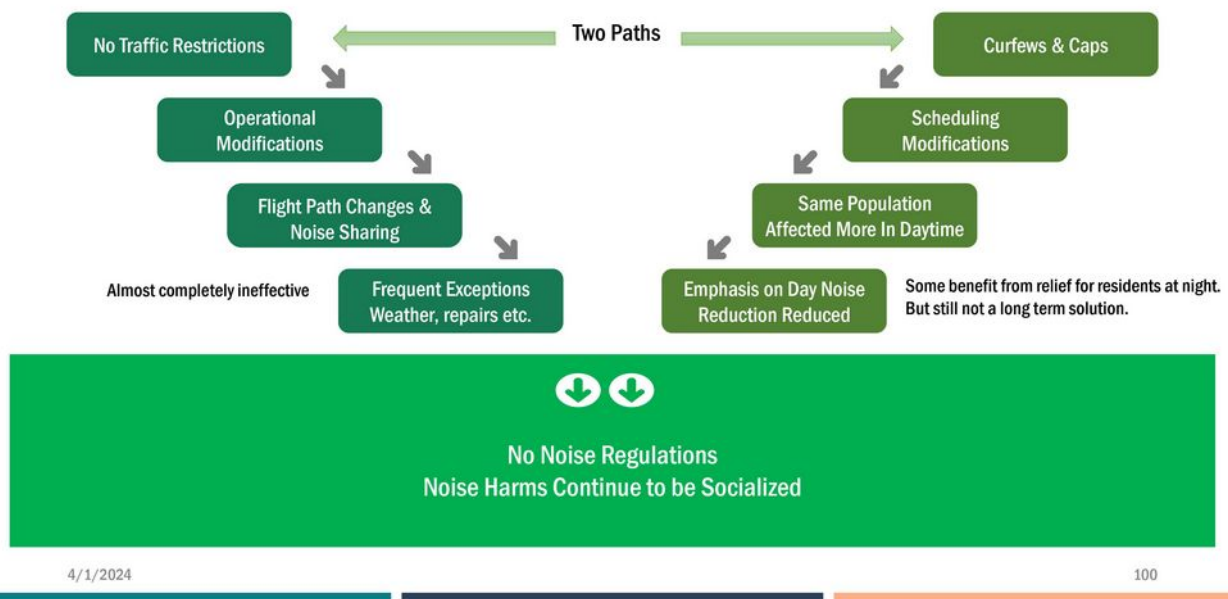 Two Paths
No Traffic Restrictions
Operational
Modifications
Flight Path Changes &
Noise Sharing
Frequent Exceptions
Weather, repairs etc.
Almost completely ineffective
Curfews & Caps
Scheduling
Modifications
Same Population
Affected More In Daytime
Emphasis on Day Noise
Reduction Reduced
Some benefit from relief for residents at night.
But still not a long term solution.
No Noise Regulations
Noise Harms Continue to be Socialized
4/1/2024
100